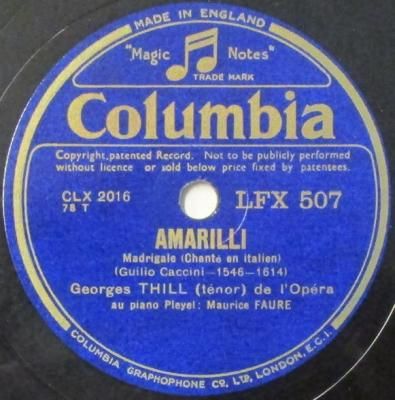 MADE IN ENGLAND
"Magic Notes"
TRADE MARK
Columbia
Copyright, patented Record. Not to be publicly performed
without licence or sold below price fixed by patentees.
CLX 2016 LFX 507
78 T
AMARILLI
Madrigale (Chanté en italien)
(Guilio Caccini-1546-1614)
Georges THILL (ténor) de l'Opéra
au piano Pleyel: Maurice FAURE
COLUMBIA GRAPHOPHONE CO. LTD, LONDON, E.C.1.